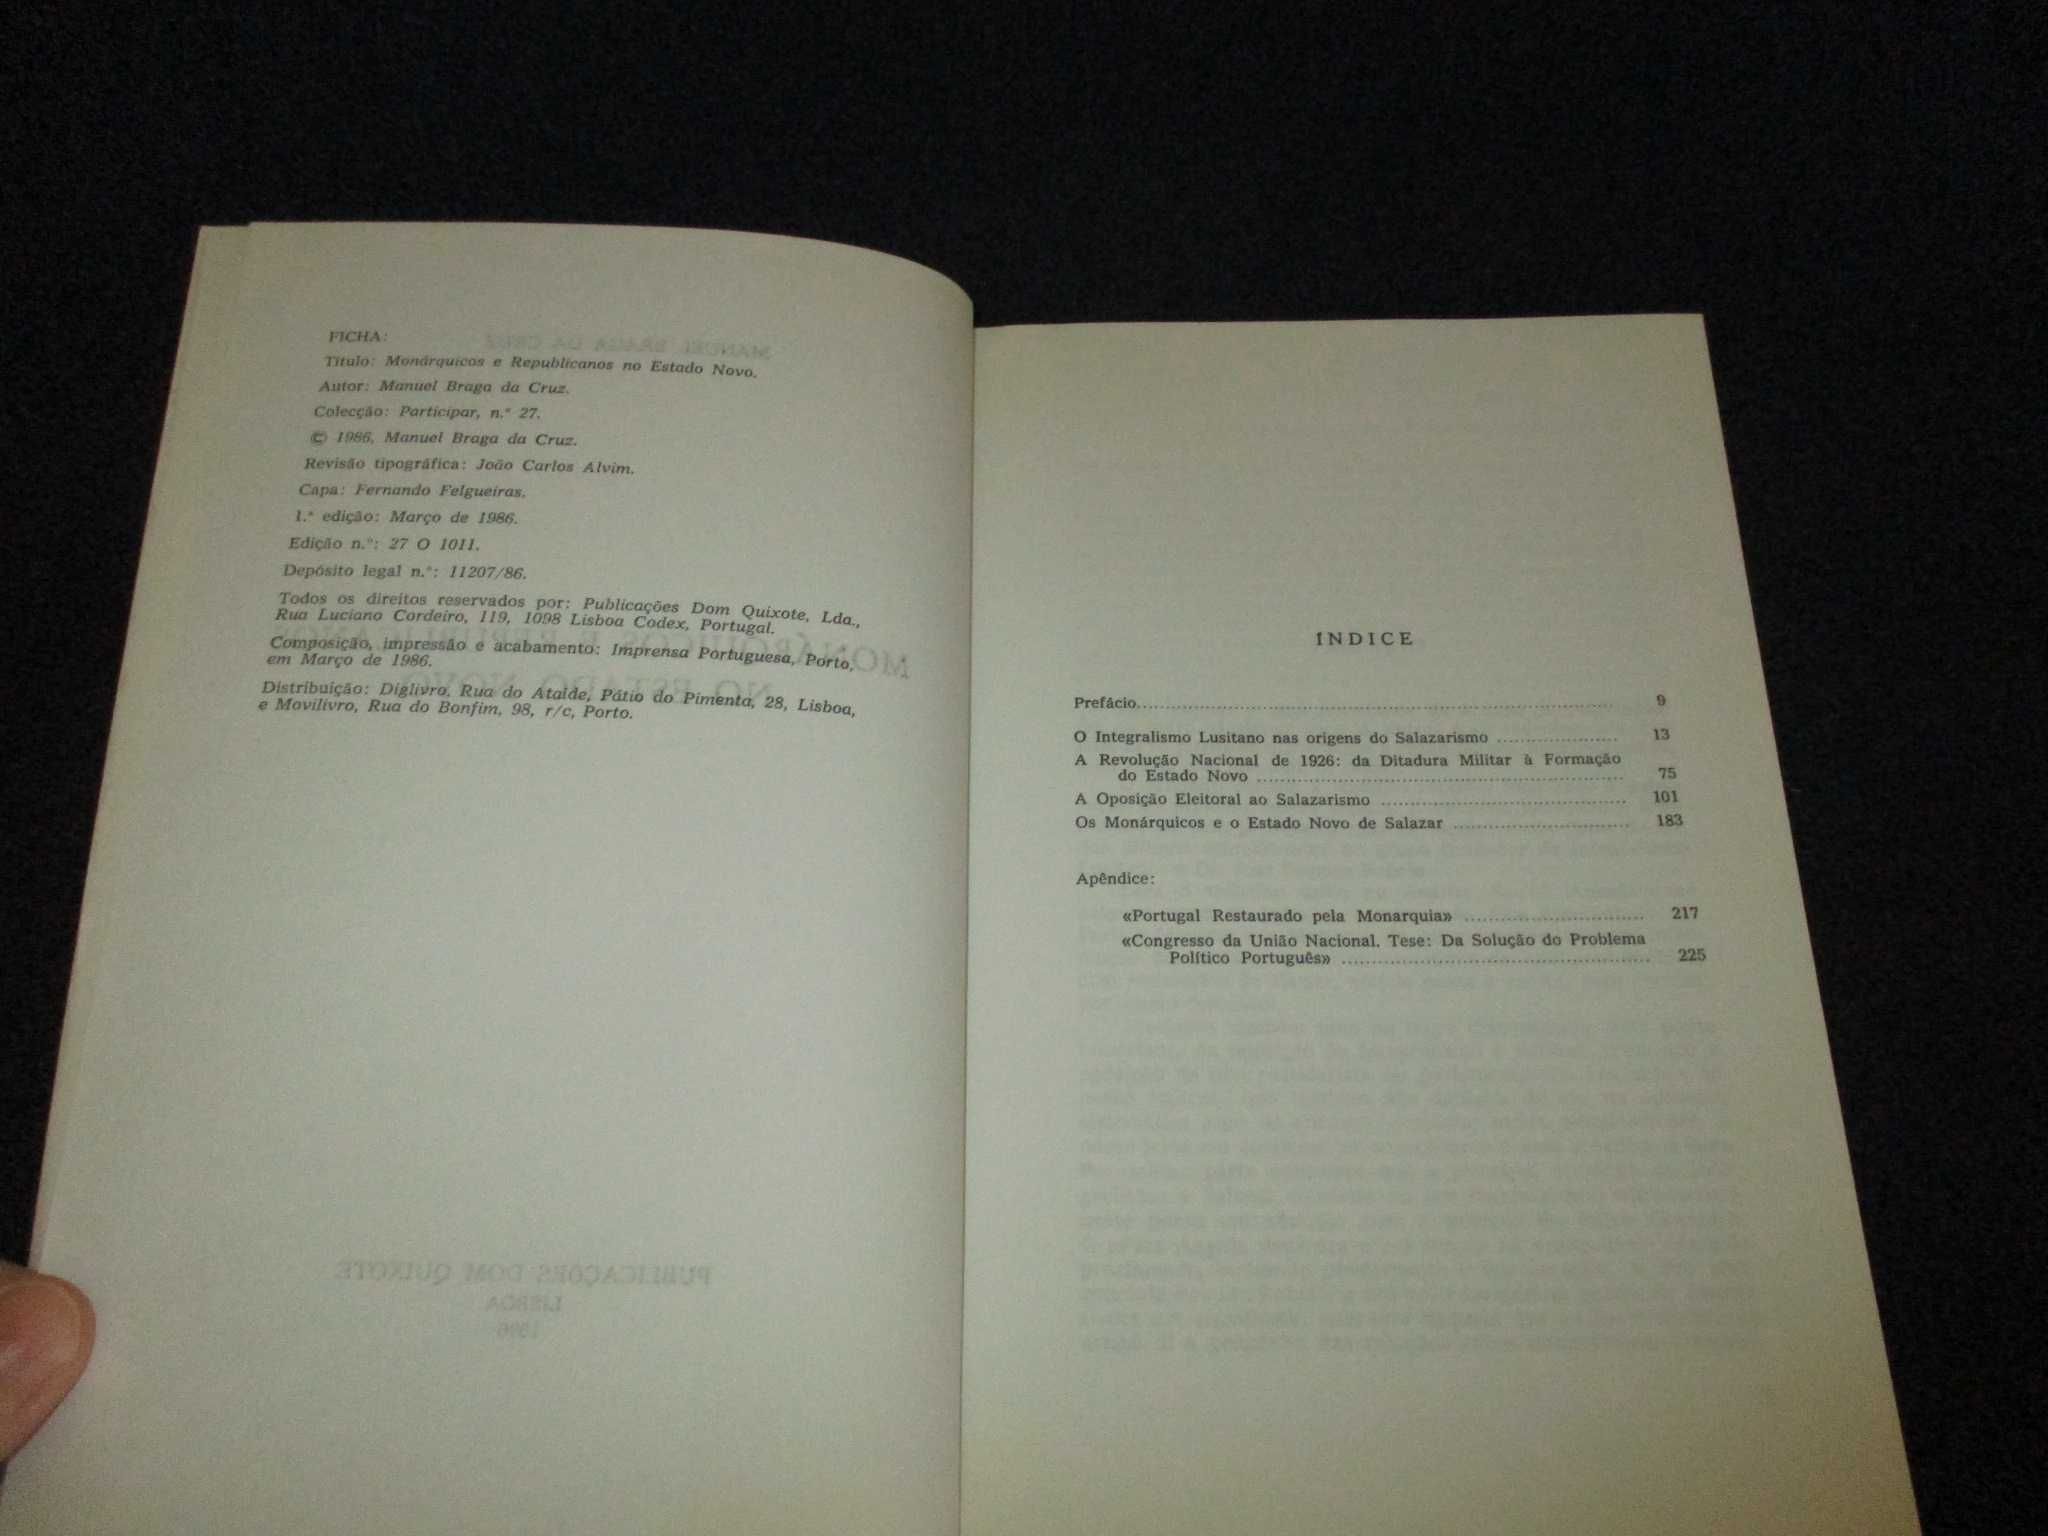 FICHA:
Título: Monárquicos e Republicanos no Estado Novo.
Autor: Manuel Braga da Cruz.
Colecção: Participar, n.º 27.
© 1986, Manuel Braga da Cruz.
Revisão tipográfica: João Carlos Alvim.
Capa: Fernando Felgueiras.
1.ª edição: Março de 1986.
Edição n.º: 27 O 1011.
Depósito legal n.º: 11207/86.
Todos os direitos reservados por: Publicações Dom Quixote, Lda.,
Rua Luciano Cordeiro, 119, 1098 Lisboa Codex, Portugal.
Composição, impressão e acabamento: Imprensa Portuguesa, Porto,
em Março de 1986.
Distribuição: Diglivro, Rua do Ataíde, Pátio do Pimenta, 28, Lisboa,
e Movilivro, Rua do Bonfim, 98, r/c, Porto.
ÍNDICE
Prefácio.................................................. 9
O Integralismo Lusitano nas origens do Salazarismo .................... 13
A Revolução Nacional de 1926: da Ditadura Militar à Formação
do Estado Novo .................................................. 75
A Oposição Eleitoral ao Salazarismo .................................. 101
Os Monárquicos e o Estado Novo de Salazar .......................... 183
Apêndice:
«Portugal Restaurado pela Monarquia» .......................... 217
«Congresso da União Nacional. Tese: Da Solução do Problema
Político Português» .......................................... 225